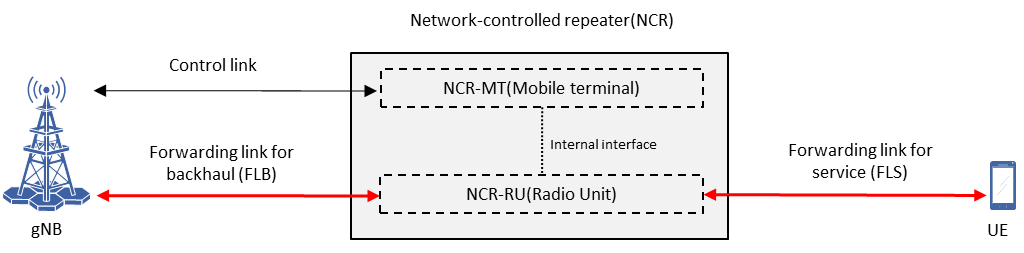 Network-controlled repeater(NCR)
Control link
NCR-MT(Mobile terminal)
Internal interface
Forwarding link for
backhaul (FLB)
NCR-RU(Radio Unit)
Forwarding link for
service (FLS)
gNB
UE